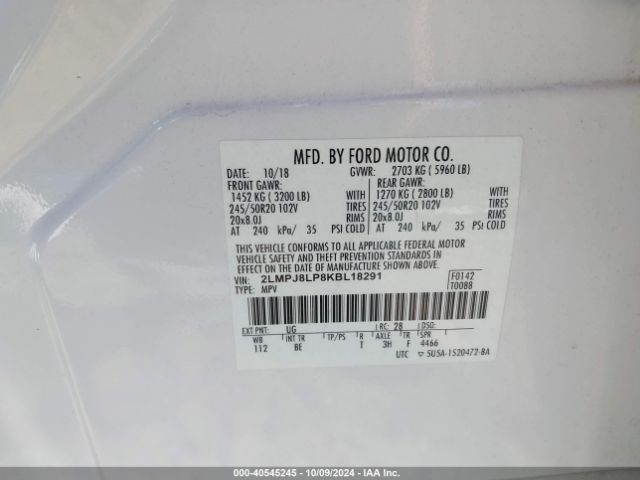 MFD. BY FORD MOTOR CO.
DATE: 10/18 GVWR: 2703 KG ( 5960 LB)
FRONT GAWR: REAR GAWR:
1452 KG ( 3200 LB) WITH 1270 KG ( 2800 LB) WITH
245/50R20 102V TIRES 245/50R20 102V TIRES
20x8.0J RIMS 20x8.0J RIMS
AT 240 kPa/ 35 PSI COLD AT 240 kPa/ 35 PSI COLD
THIS VEHICLE CONFORMS TO ALL APPLICABLE FEDERAL MOTOR
VEHICLE SAFETY AND THEFT PREVENTION STANDARDS IN
EFFECT ON THE DATE OF MANUFACTURE SHOWN ABOVE.
VIN: 2LMPJ8LP8KBL18291 F0142
TYPE: MPV T0088
EXT PNT: UG RC: 28 DSO:
WB INT TR TP/PS R AXLE TR SPR
112 BE T 3H F 4466
UTC ▽ 5U5A-1520472-BA
000-40545245 - 10/09/2024 - IAAI.com